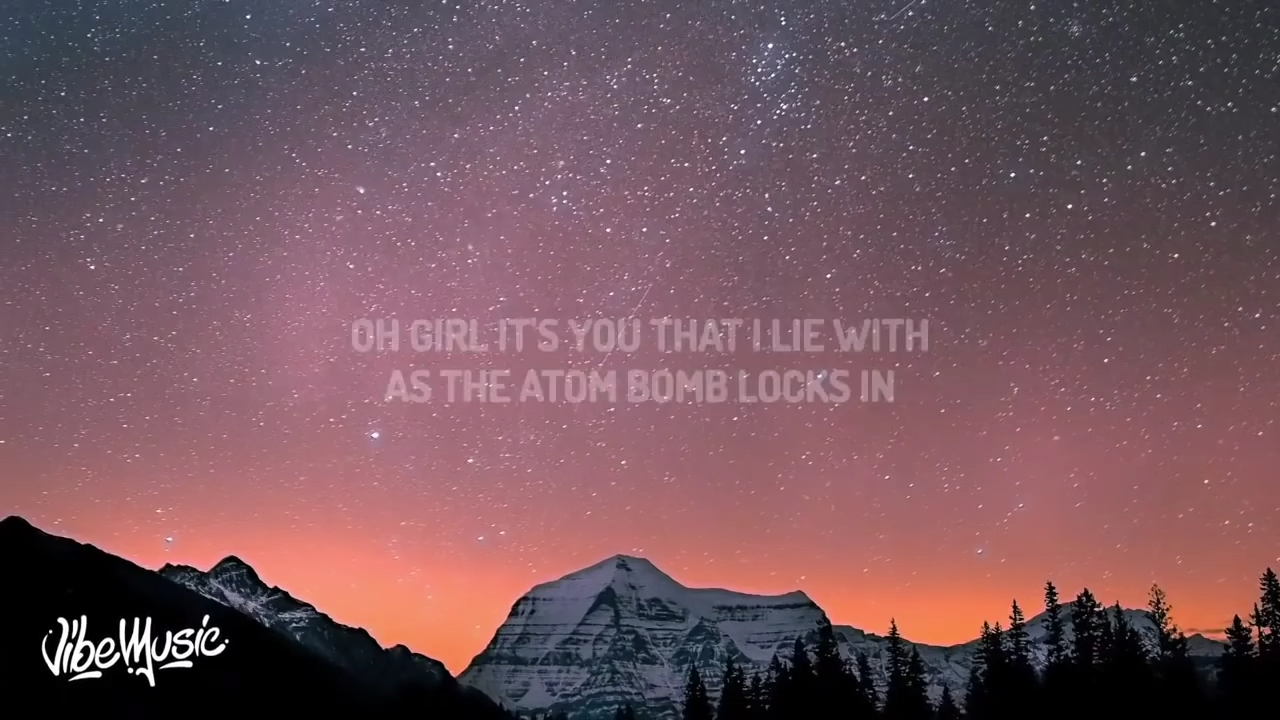 OH GIRL IT'S YOU THAT I LIE WITH
AS THE ATOM BOMB LOCKS IN
VibeMusic